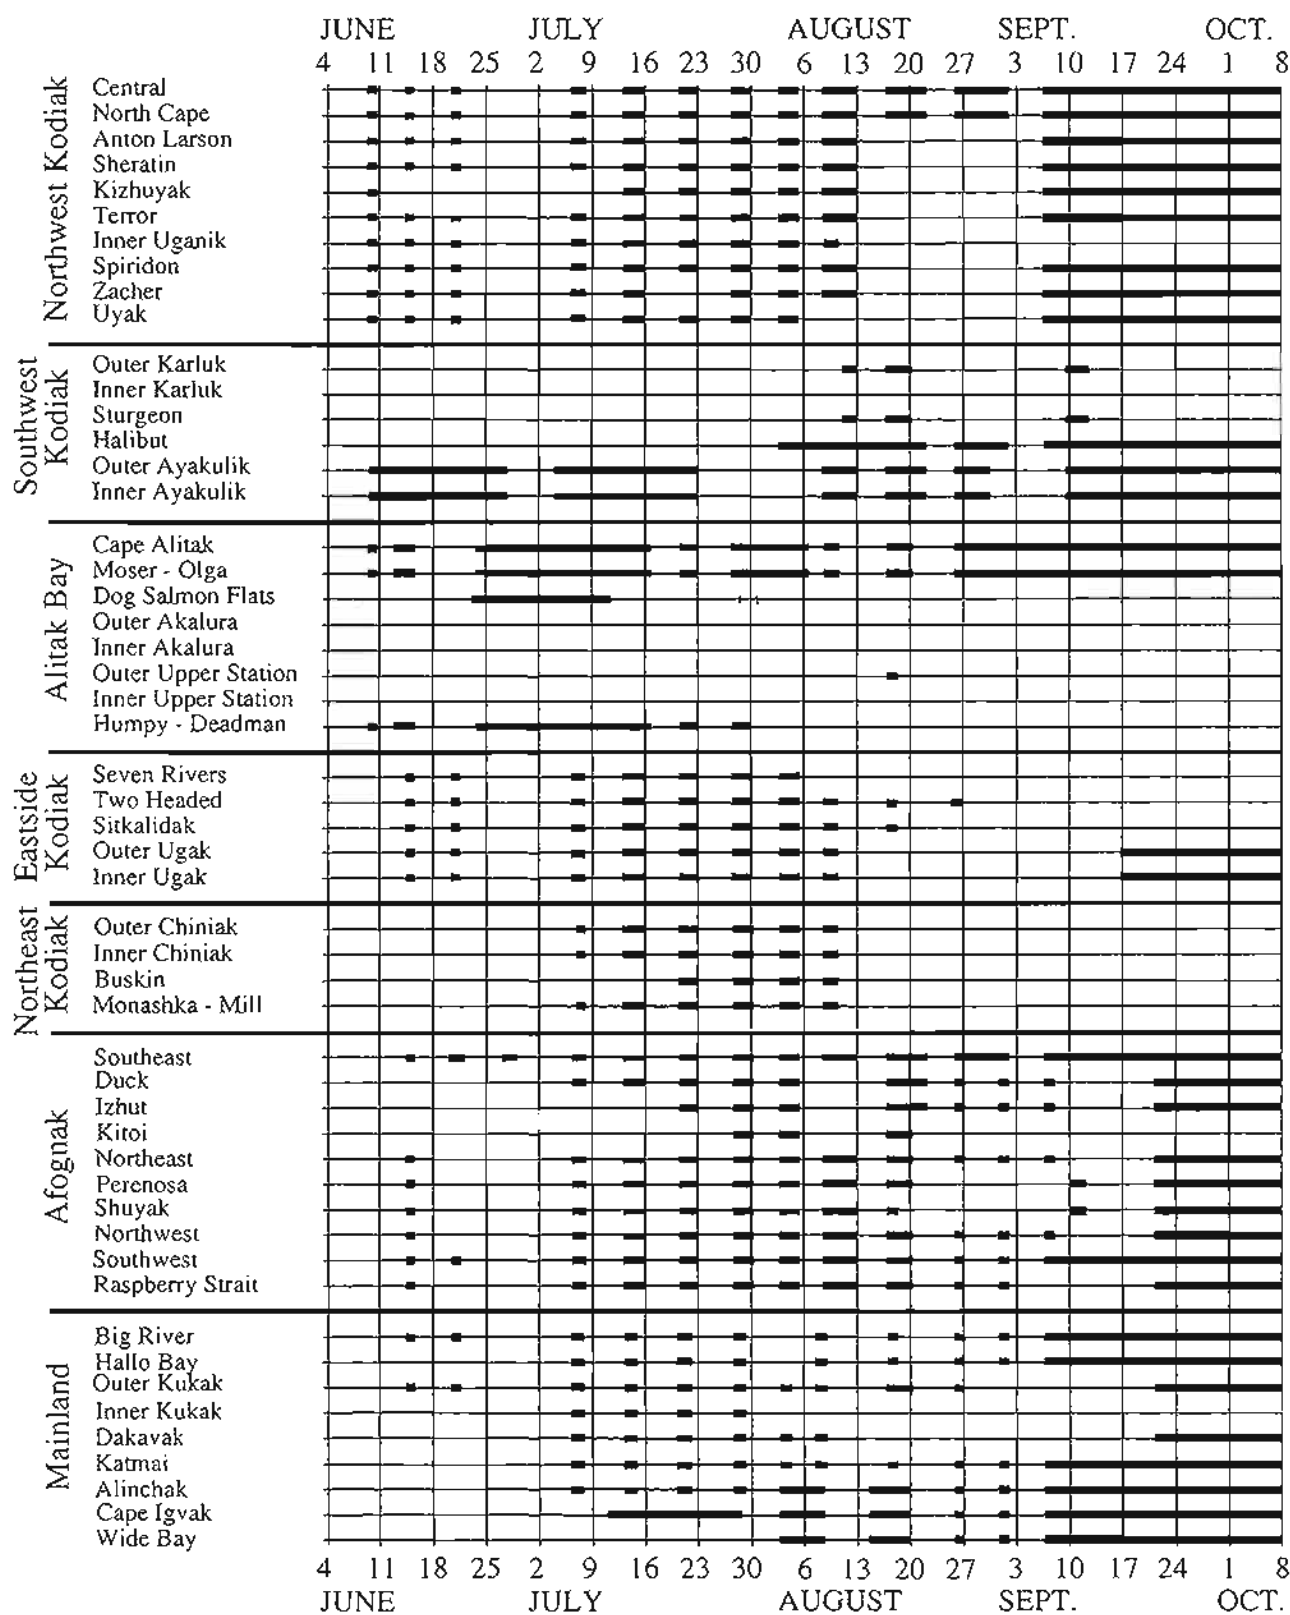 JUNE JULY AUGUST SEPT. OCT.
4 11 18 25 2 9 16 23 30 6 13 20 27 3 10 17 24 1 8
Northwest Kodiak
Central
North Cape
Anton Larson
Sheratin
Kizhuyak
Terror
Inner Uganik
Spiridon
Zacher
Uyak
Southwest
Kodiak
Outer Karluk
Inner Karluk
Sturgeon
Halibut
Outer Ayakulik
Inner Ayakulik
Alitak Bay
Cape Alitak
Moser - Olga
Dog Salmon Flats
Outer Akalura
Inner Akalura
Outer Upper Station
Inner Upper Station
Humpy - Deadman
Eastside
Kodiak
Seven Rivers
Two Headed
Sitkalidak
Outer Ugak
Inner Ugak
Northeast
Kodiak
Outer Chiniak
Inner Chiniak
Buskin
Monashka - Mill
Afognak
Southeast
Duck
Izhut
Kitoi
Northeast
Perenosa
Shuyak
Northwest
Southwest
Raspberry Strait
Mainland
Big River
Hallo Bay
Outer Kukak
Inner Kukak
Dakavak
Katmai
Alinchak
Cape Igvak
Wide Bay
4 11 18 25 2 9 16 23 30 6 13 20 27 3 10 17 24 1 8
JUNE JULY AUGUST SEPT. OCT.